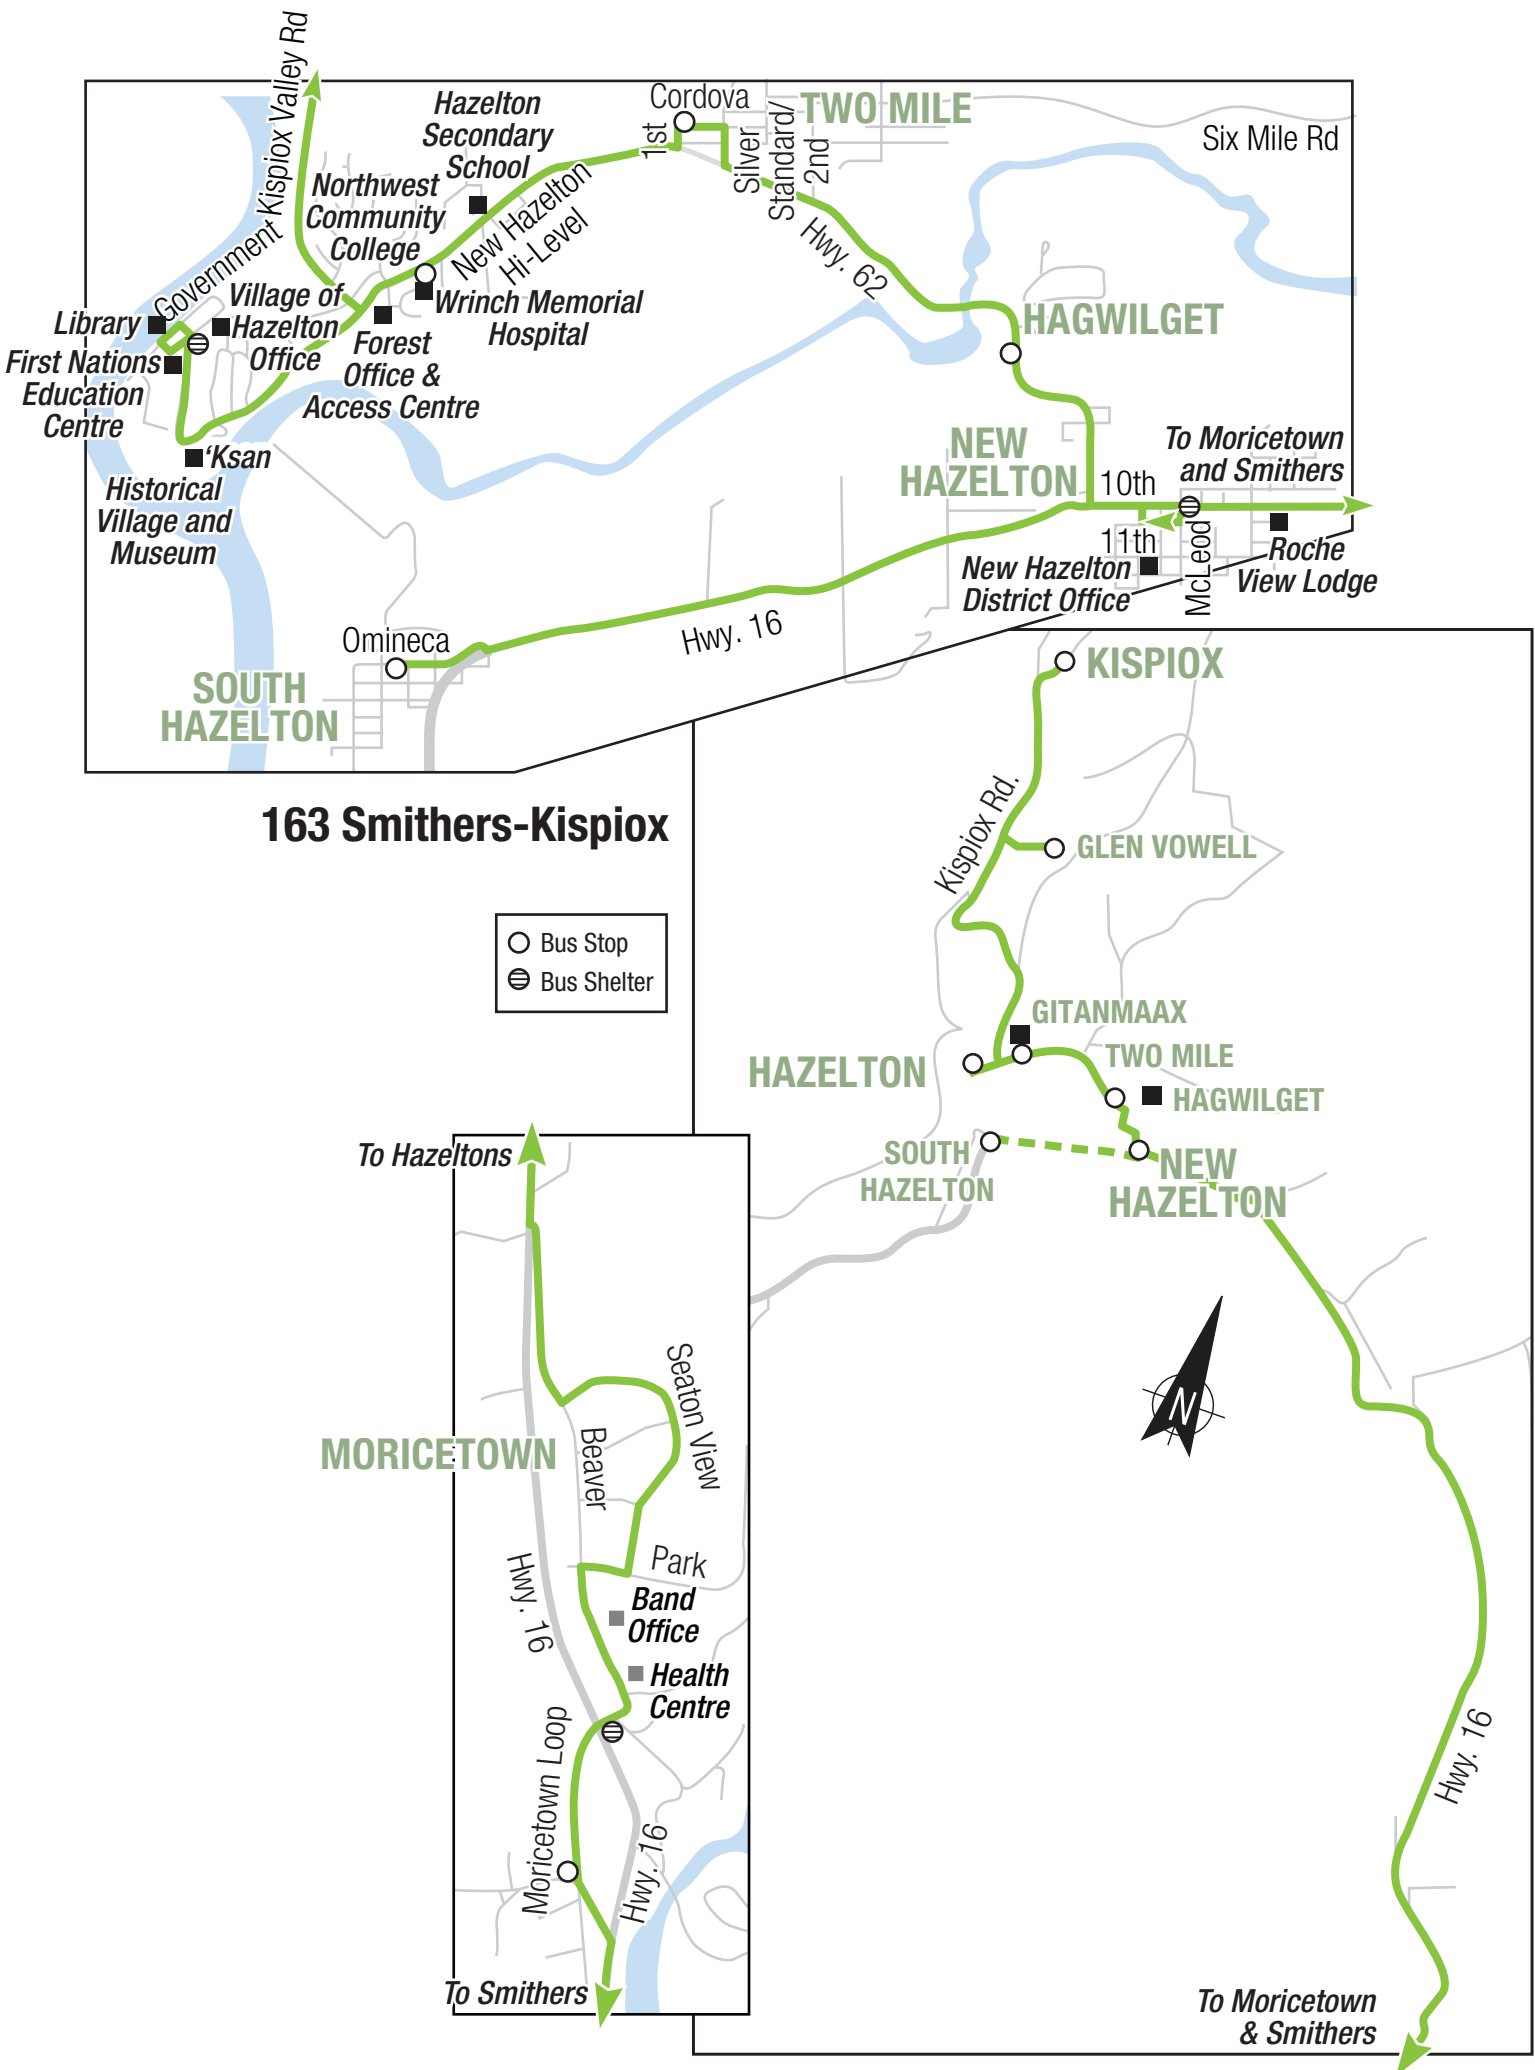 Kispiox Valley Rd
Government
Hazelton
Secondary
School
Northwest
Community
College
Cordova
1st
Silver
Standard/
2nd
TWO MILE
Six Mile Rd
New Hazelton
Hi-Level
Hwy. 62
Village of
Hazelton
Office
Library
First Nations
Education
Centre
Wrinch Memorial
Hospital
Forest
Office &
Access Centre
HAGWILGET
'Ksan
Historical
Village and
Museum
NEW
HAZELTON
10th
11th
McLeod
To Moricetown
and Smithers
New Hazelton
District Office
Roche
View Lodge
Omineca
Hwy. 16
SOUTH
HAZELTON
163 Smithers-Kispiox
Bus Stop
Bus Shelter
KISPIOX
Kispiox Rd.
GLEN VOWELL
GITANMAAX
HAZELTON
TWO MILE
HAGWILGET
SOUTH
HAZELTON
NEW
HAZELTON
N
Hwy. 16
To Moricetown
& Smithers
To Hazeltons
Seaton View
Beaver
MORICETOWN
Park
Hwy. 16
Band
Office
Health
Centre
Moricetown Loop
Hwy. 16
To Smithers